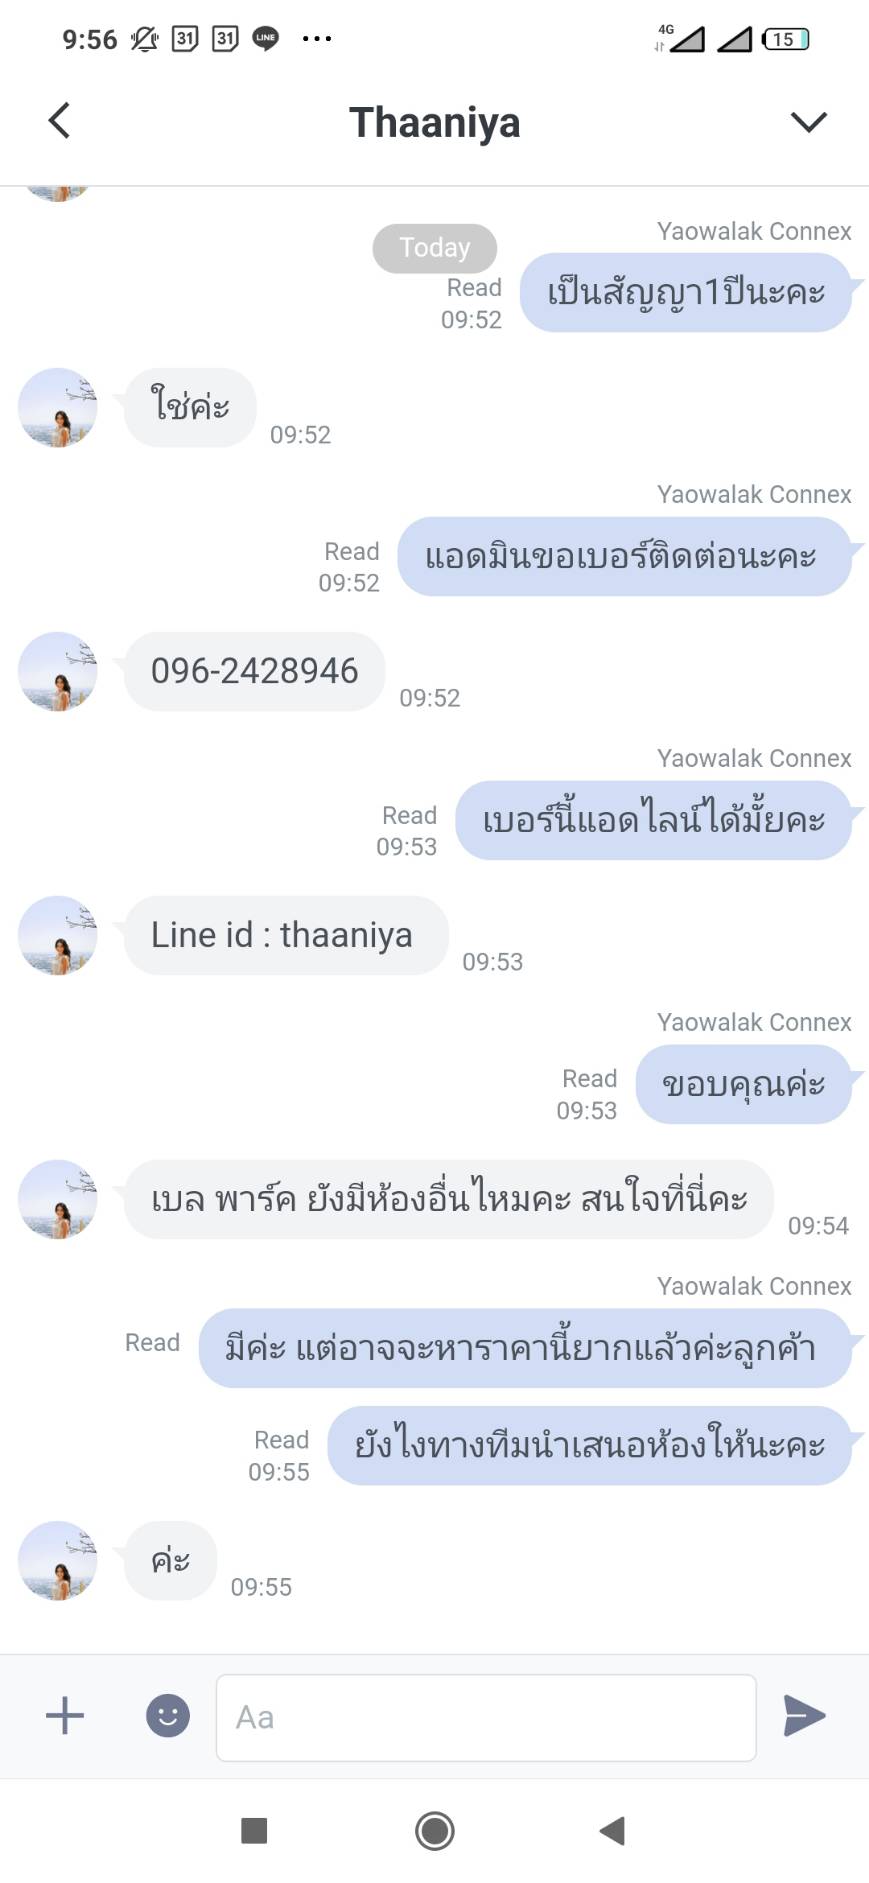 9:56 31 31 LINE ... 4G 15
Thaaniya
Today
Yaowalak Connex
เป็นสัญญา1ปีนะคะ
Read
09:52
ใช่ค่ะ
09:52
Yaowalak Connex
แอดมินขอเบอร์ติดต่อนะคะ
Read
09:52
096-2428946
09:52
Yaowalak Connex
เบอร์นี้แอดไลน์ได้มั้ยคะ
Read
09:53
Line id : thaaniya
09:53
Yaowalak Connex
ขอบคุณค่ะ
Read
09:53
เบล พาร์ค ยังมีห้องอื่นไหมคะ สนใจที่นี่คะ
09:54
Yaowalak Connex
มีค่ะ แต่อาจจะหาราคานี้ยากแล้วค่ะลูกค้า
Read
ยังไงทางทีมนำเสนอห้องให้นะคะ
Read
09:55
ค่ะ
09:55
Aa